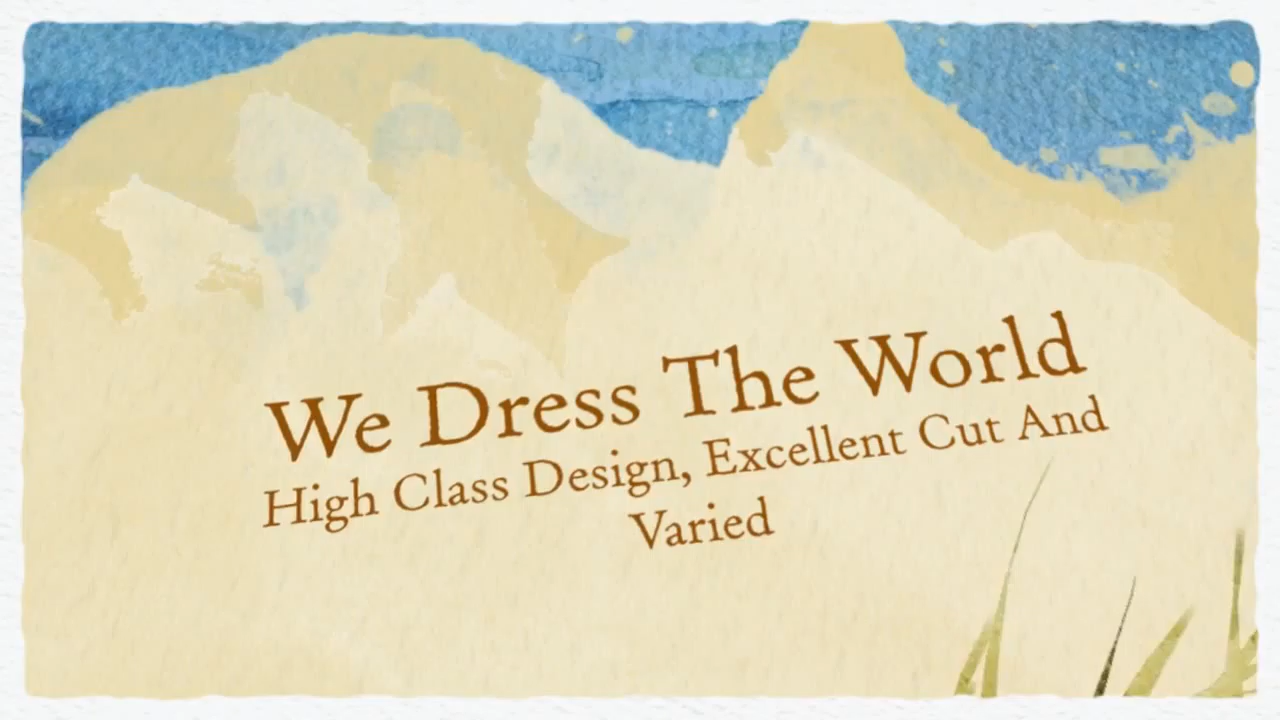 We Dress The World
High Class Design, Excellent Cut And
Varied